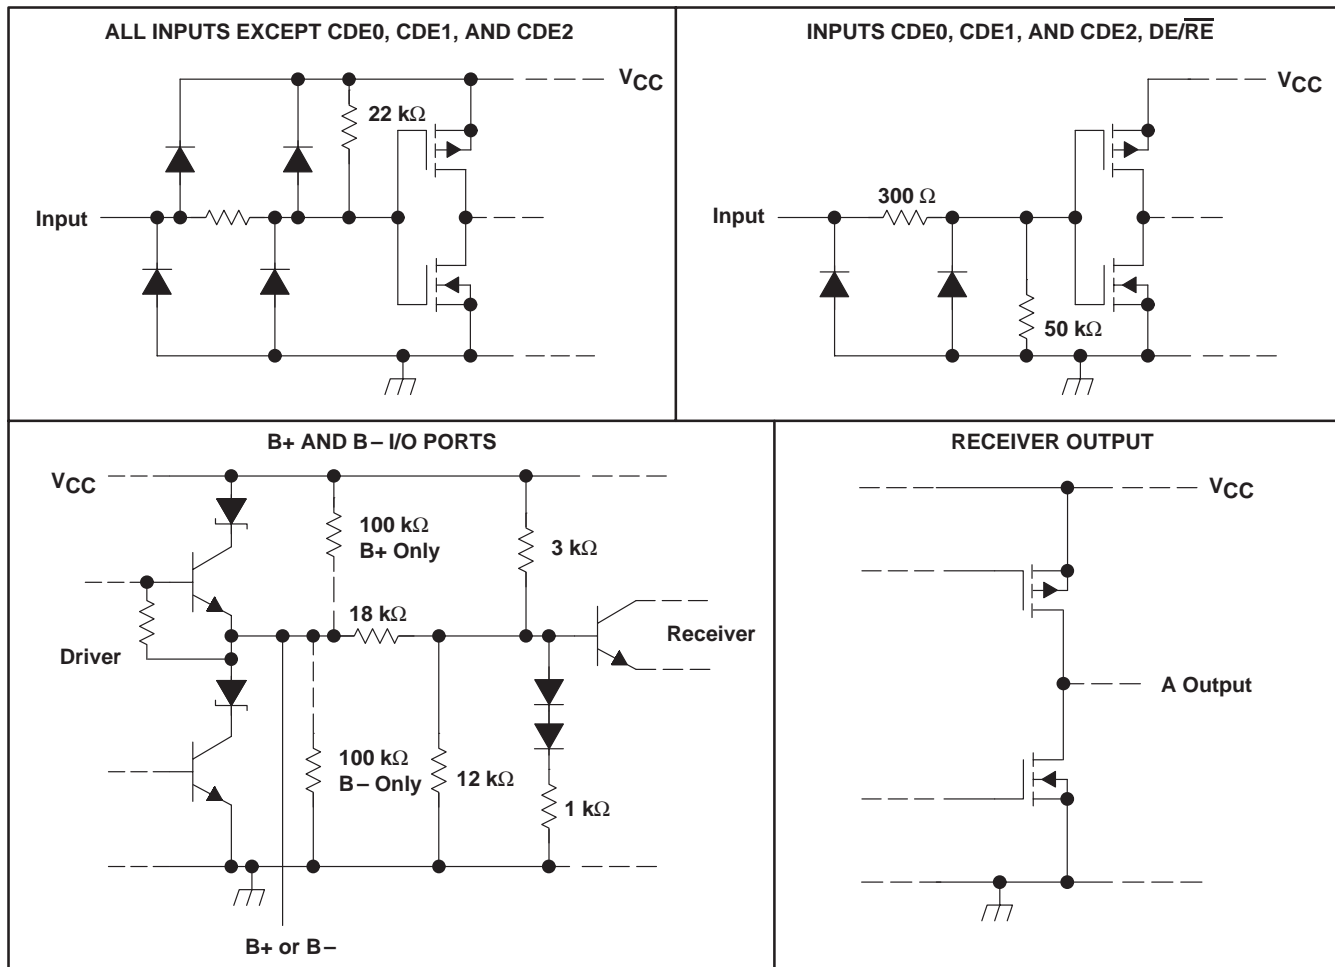 ALL INPUTS EXCEPT CDE0, CDE1, AND CDE2
VCC
22 kΩ
Input
INPUTS CDE0, CDE1, AND CDE2, DE/R̅E̅
VCC
300 Ω
Input
50 kΩ
B+ AND B– I/O PORTS
VCC
100 kΩ
B+ Only
3 kΩ
18 kΩ
Receiver
Driver
100 kΩ
B– Only
12 kΩ
1 kΩ
B+ or B–
RECEIVER OUTPUT
VCC
A Output